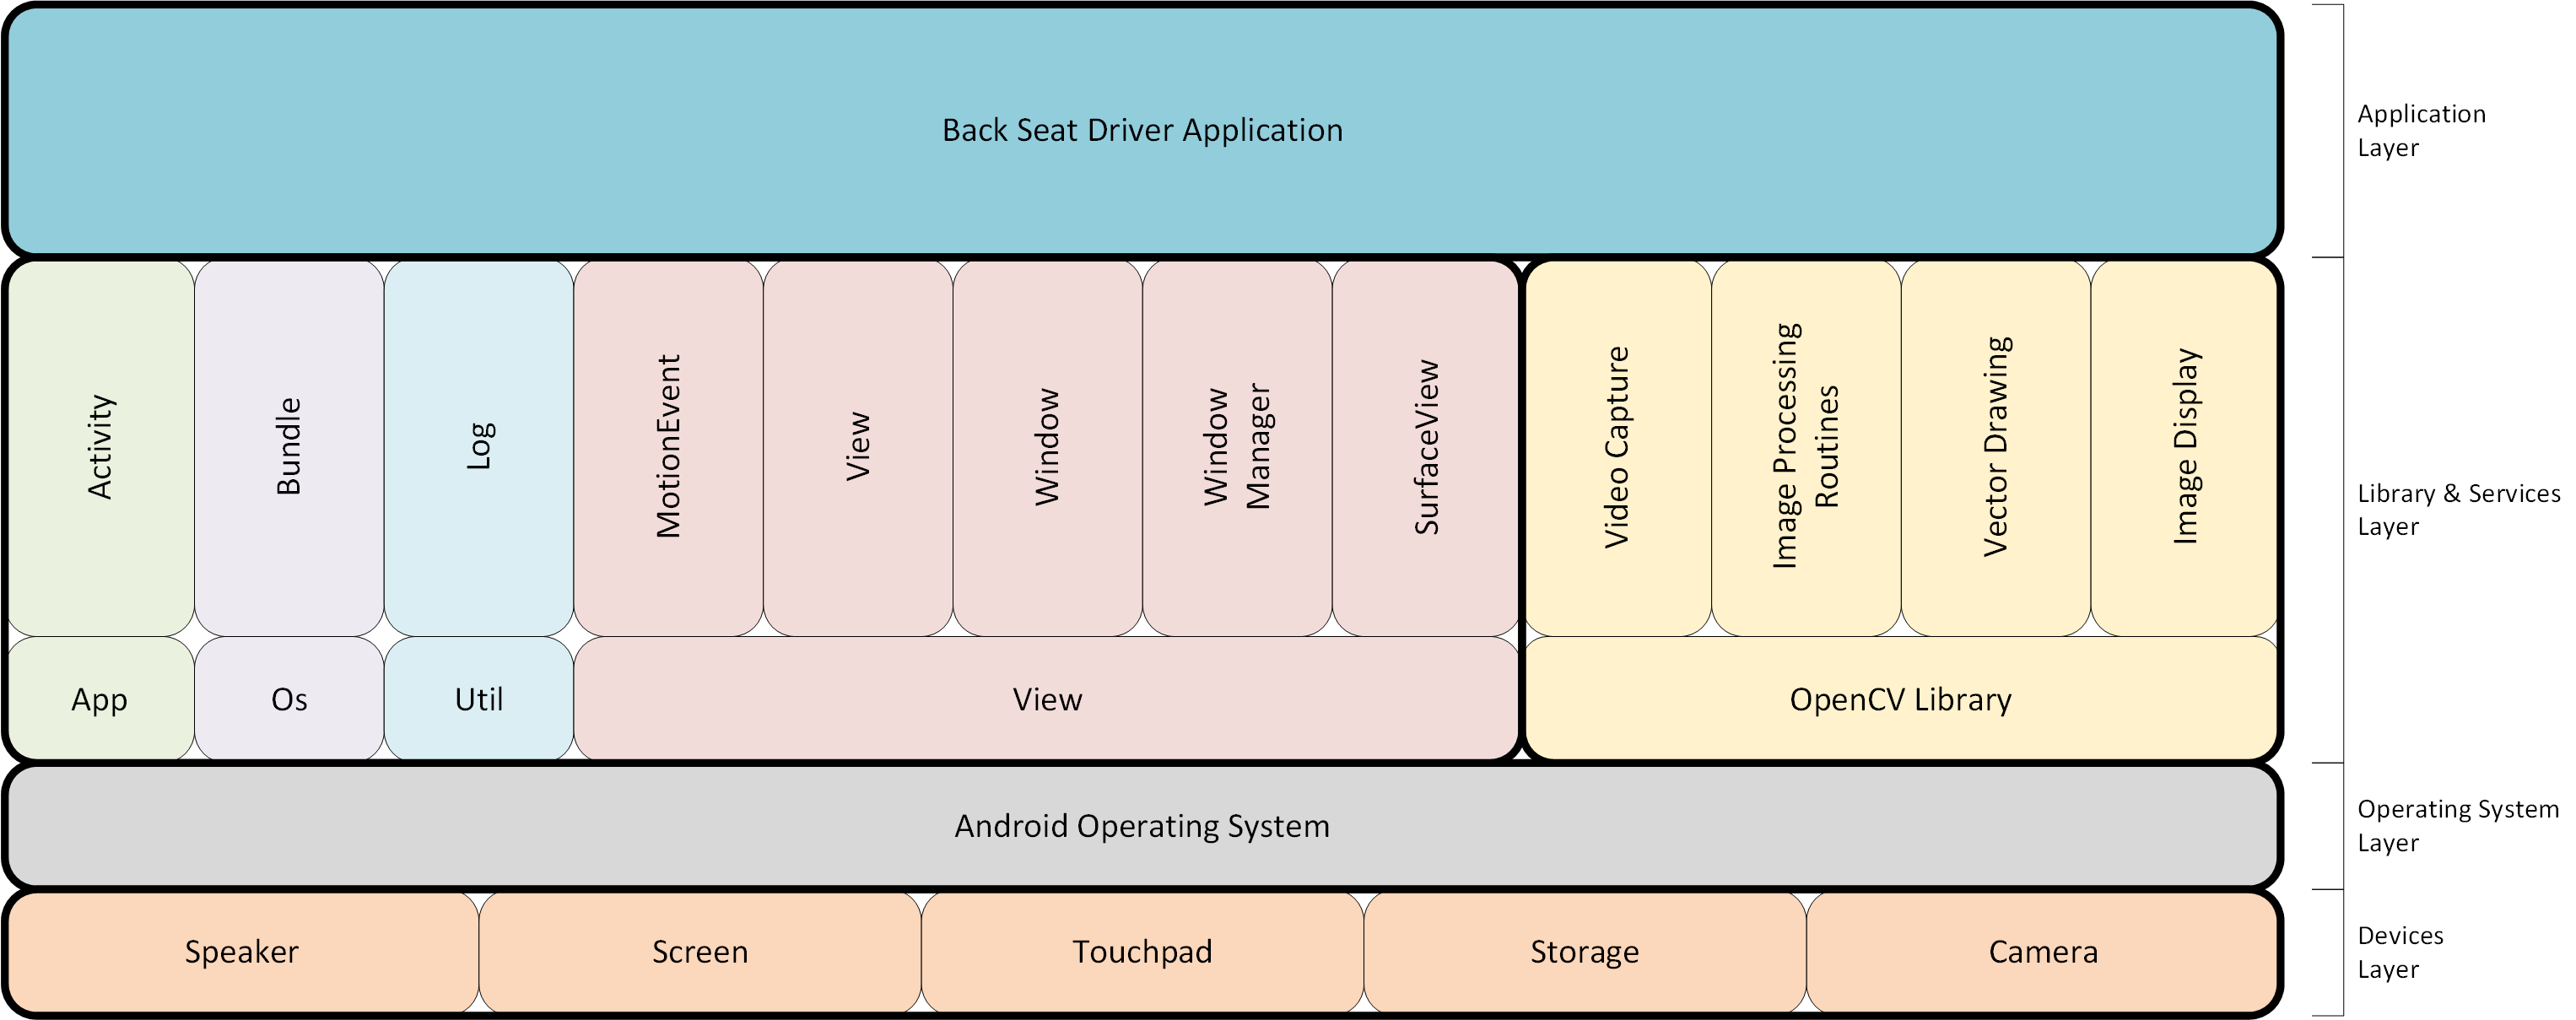 Back Seat Driver Application
Application
Layer
Activity
Bundle
Log
MotionEvent
View
Window
Window
Manager
SurfaceView
Video Capture
Image Processing
Routines
Vector Drawing
Image Display
Library & Services
Layer
App
Os
Util
View
OpenCV Library
Android Operating System
Operating System
Layer
Speaker
Screen
Touchpad
Storage
Camera
Devices
Layer